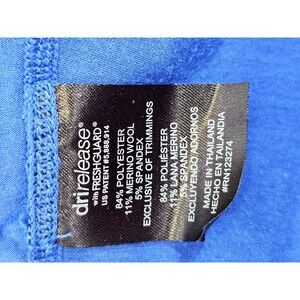 drirelease®
with FRESHGUARD®
US PATENT #5,888,914
84% POLYESTER
11% MERINO WOOL
5% SPANDEX
EXCLUSIVE OF TRIMMINGS
84% POLIÉSTER
11% LANA MERINO
5% SPANDEX
EXCLUYENDO ADORNOS
MADE IN THAILAND
HECHO EN TAILANDIA
#RN123274